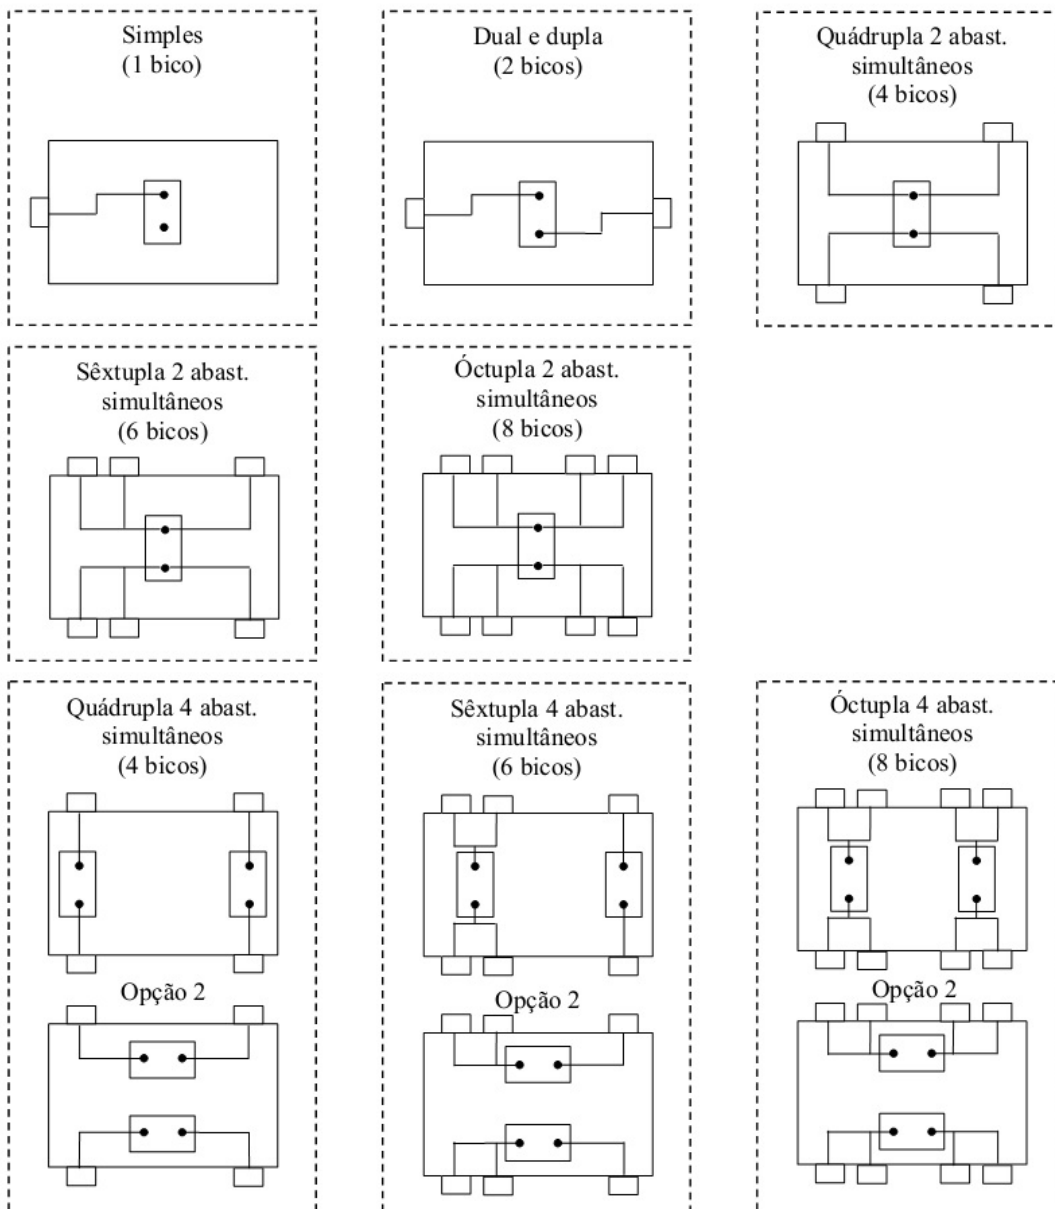 Simples
(1 bico)
Dual e dupla
(2 bicos)
Quádrupla 2 abast.
simultâneos
(4 bicos)
Sêxtupla 2 abast.
simultâneos
(6 bicos)
Óctupla 2 abast.
simultâneos
(8 bicos)
Quádrupla 4 abast.
simultâneos
(4 bicos)
Opção 2
Sêxtupla 4 abast.
simultâneos
(6 bicos)
Opção 2
Óctupla 4 abast.
simultâneos
(8 bicos)
Opção 2